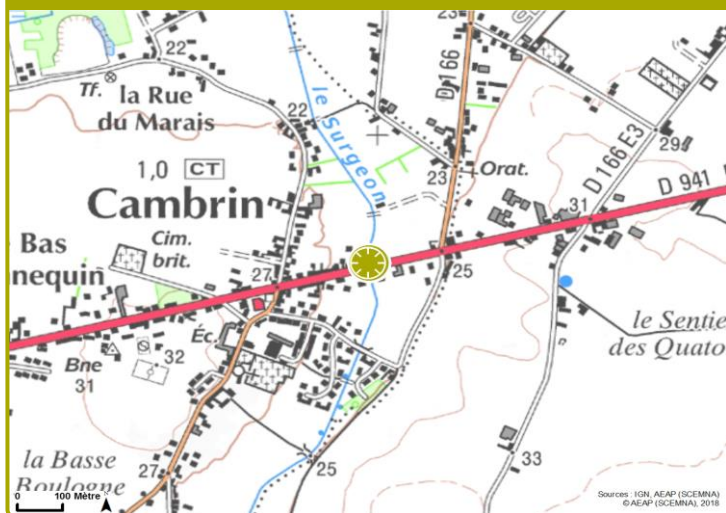 23
22
D 166
Tf.
la Rue
du Marais
22
le Surgeon
1,0 CT
23
Orat.
29
D 166 E3
D 941
31
Cambrin
Cim.
brit.
Bas
nequin
27
25
le Sentie
des Quato
Éc.
32
Bne
31
33
la Basse
Boulogne
27
25
0 100 Mètre
Sources : IGN, AEAP (SCEMNA)
© AEAP (SCEMNA), 2018